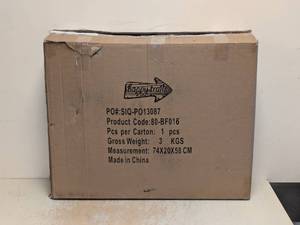 happy trails
PO#:SIQ-PO13087
Product Code:80-BF016
Pcs per Carton: 1 pcs
Gross Weight: 3 KGS
Measurement: 74X20X58 CM
Made in China